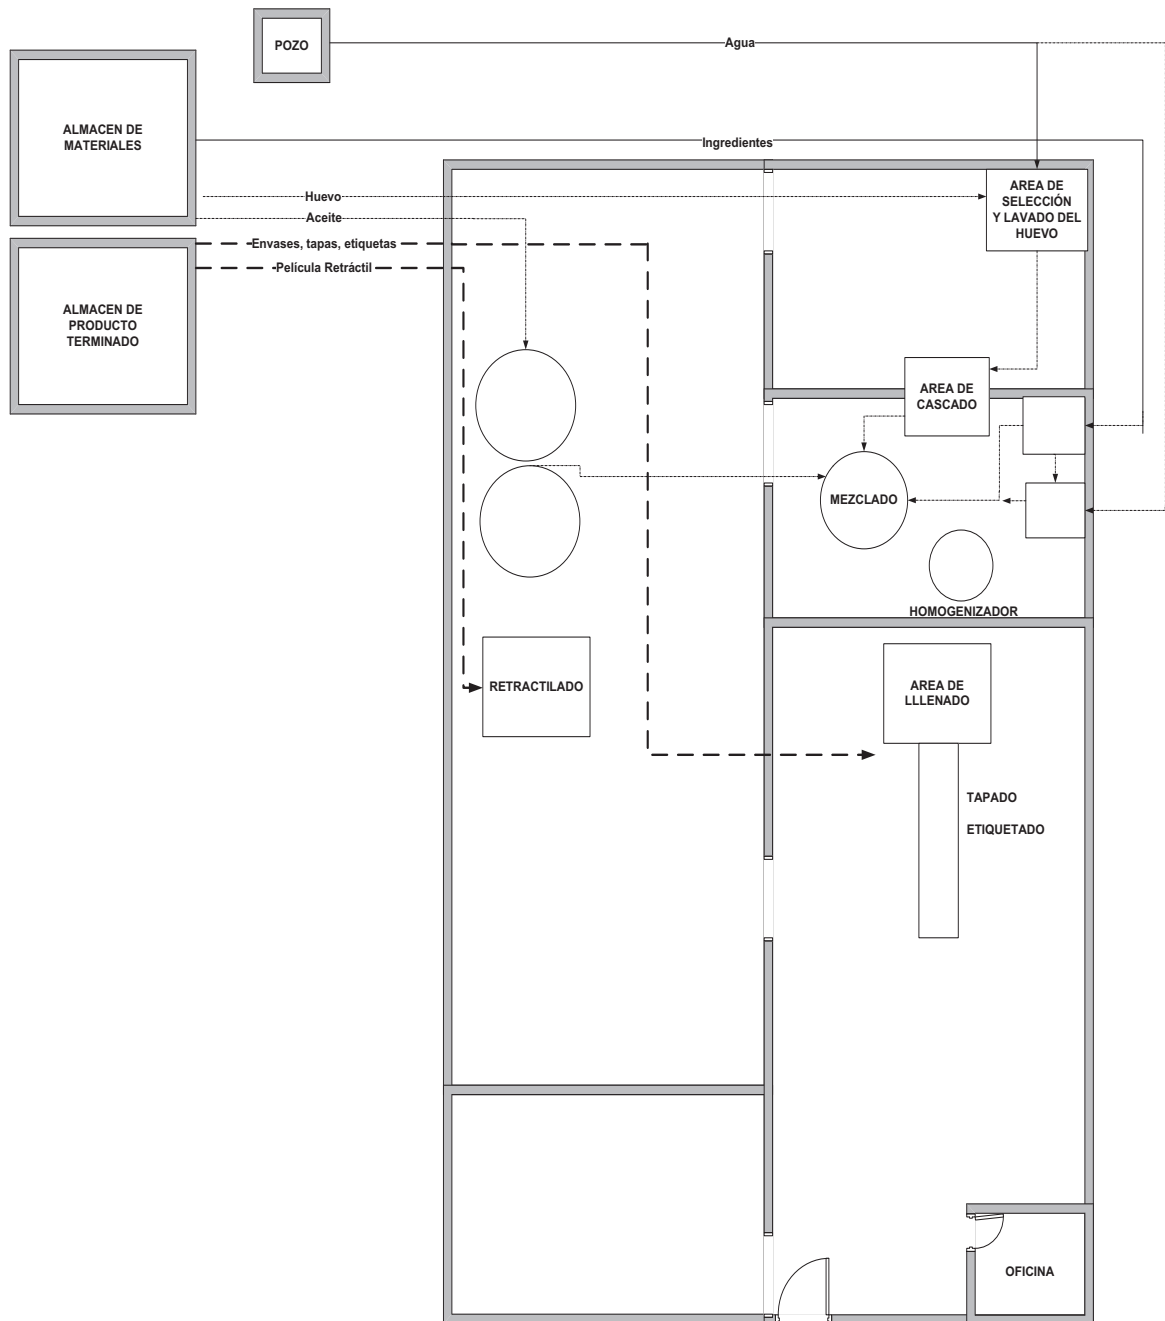 POZO
Agua
ALMACEN DE
MATERIALES
Ingredientes
Huevo
Aceite
AREA DE
SELECCIÓN
Y LAVADO DEL
HUEVO
Envases, tapas, etiquetas
Película Retráctil
ALMACEN DE
PRODUCTO
TERMINADO
AREA DE
CASCADO
MEZCLADO
HOMOGENIZADOR
RETRACTILADO
AREA DE
LLLENADO
TAPADO
ETIQUETADO
OFICINA